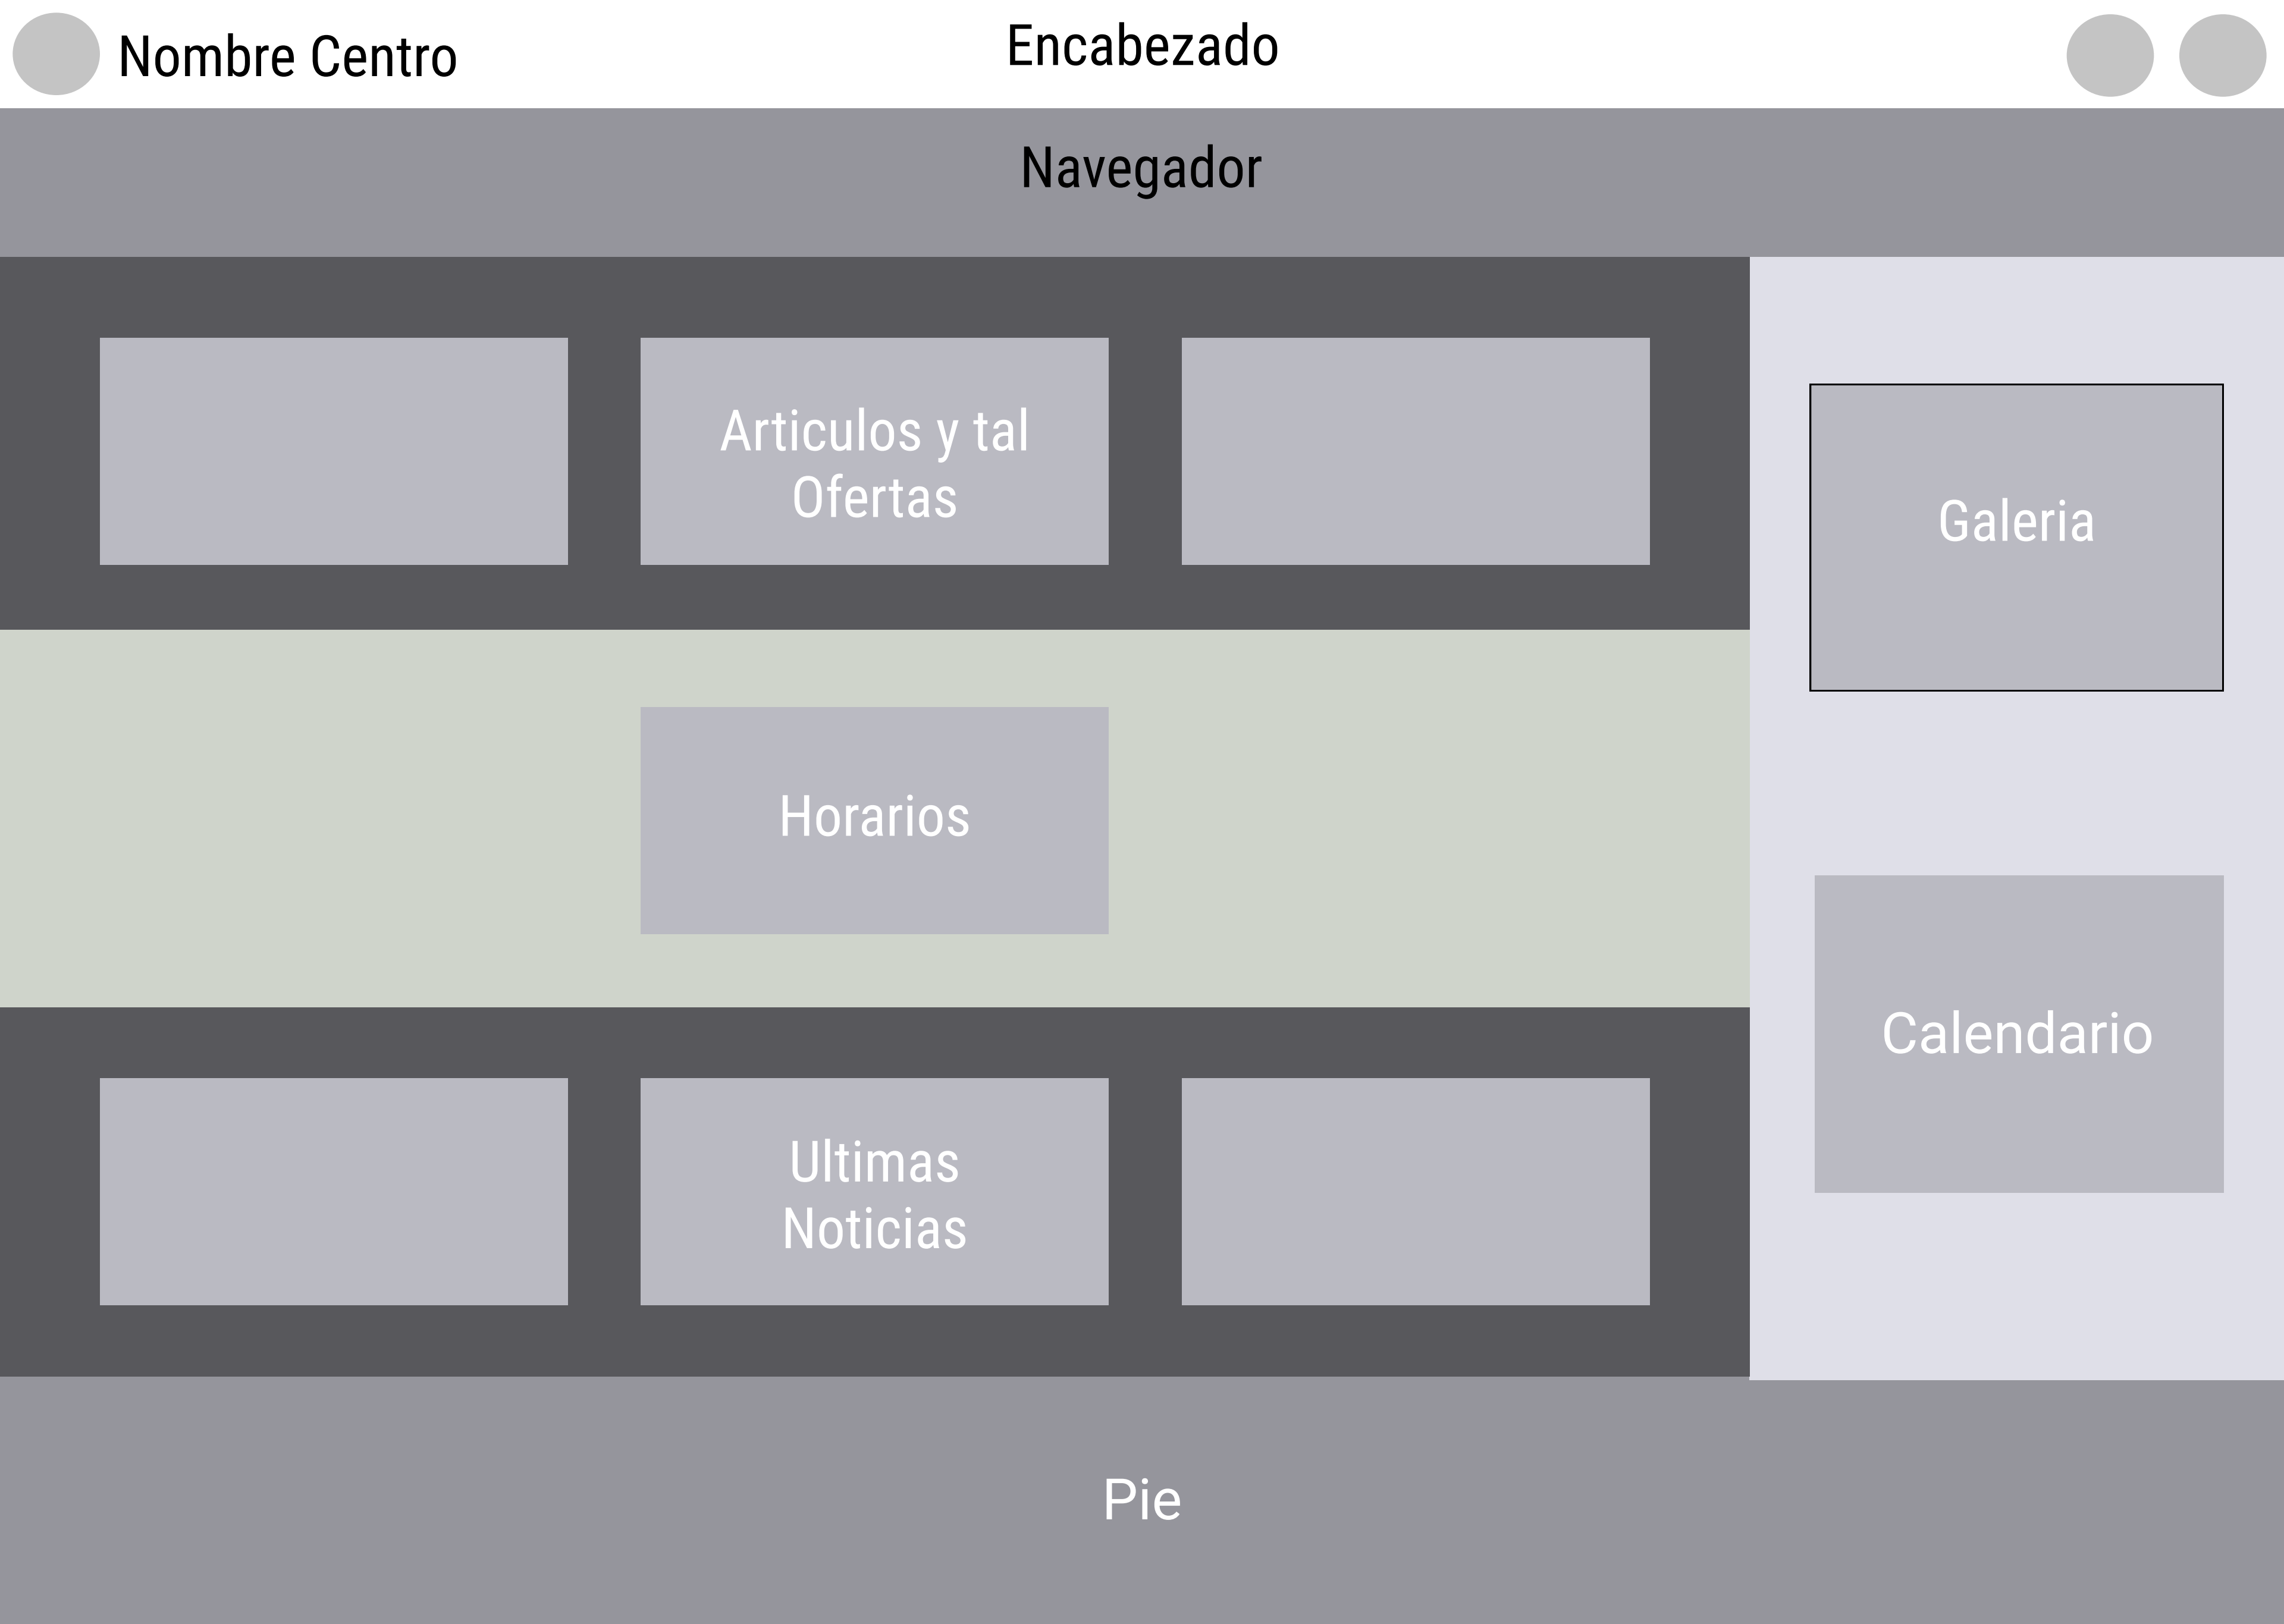 Nombre Centro
Encabezado
Navegador
Articulos y tal
Ofertas
Galeria
Horarios
Calendario
Ultimas
Noticias
Pie